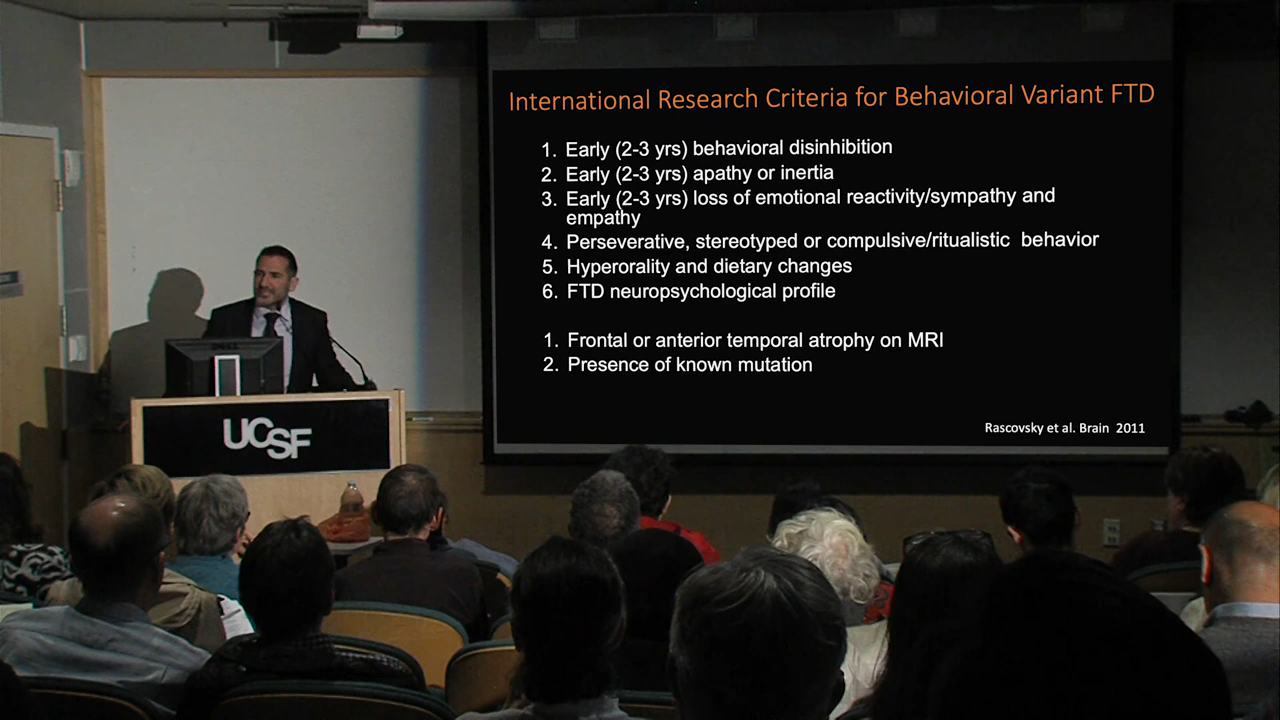 International Research Criteria for Behavioral Variant FTD
1. Early (2-3 yrs) behavioral disinhibition
2. Early (2-3 yrs) apathy or inertia
3. Early (2-3 yrs) loss of emotional reactivity/sympathy and
empathy
4. Perseverative, stereotyped or compulsive/ritualistic behavior
5. Hyperorality and dietary changes
6. FTD neuropsychological profile
1. Frontal or anterior temporal atrophy on MRI
2. Presence of known mutation
Rascovsky et al. Brain 2011
DELL
UCSF